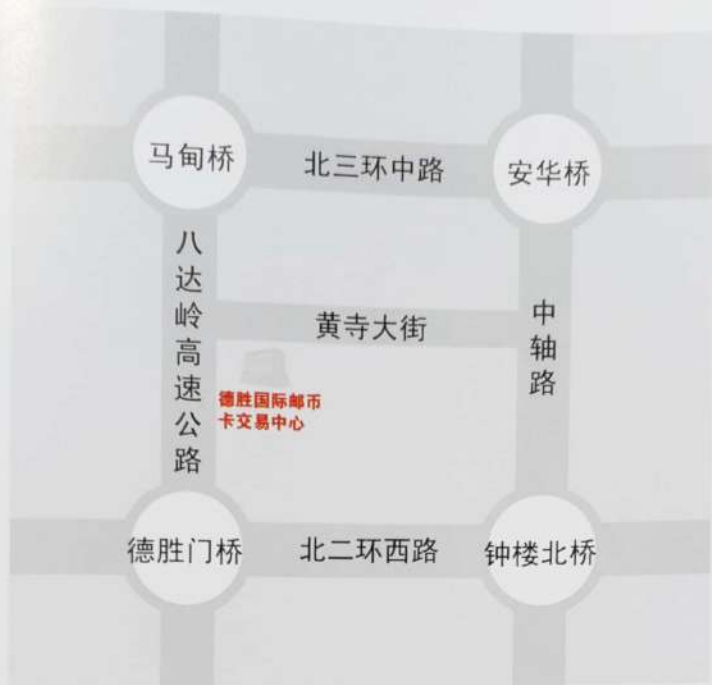 马甸桥
北三环中路
安华桥
八达岭高速公路
黄寺大街
中轴路
德胜国际邮币
卡交易中心
德胜门桥
北二环西路
钟楼北桥